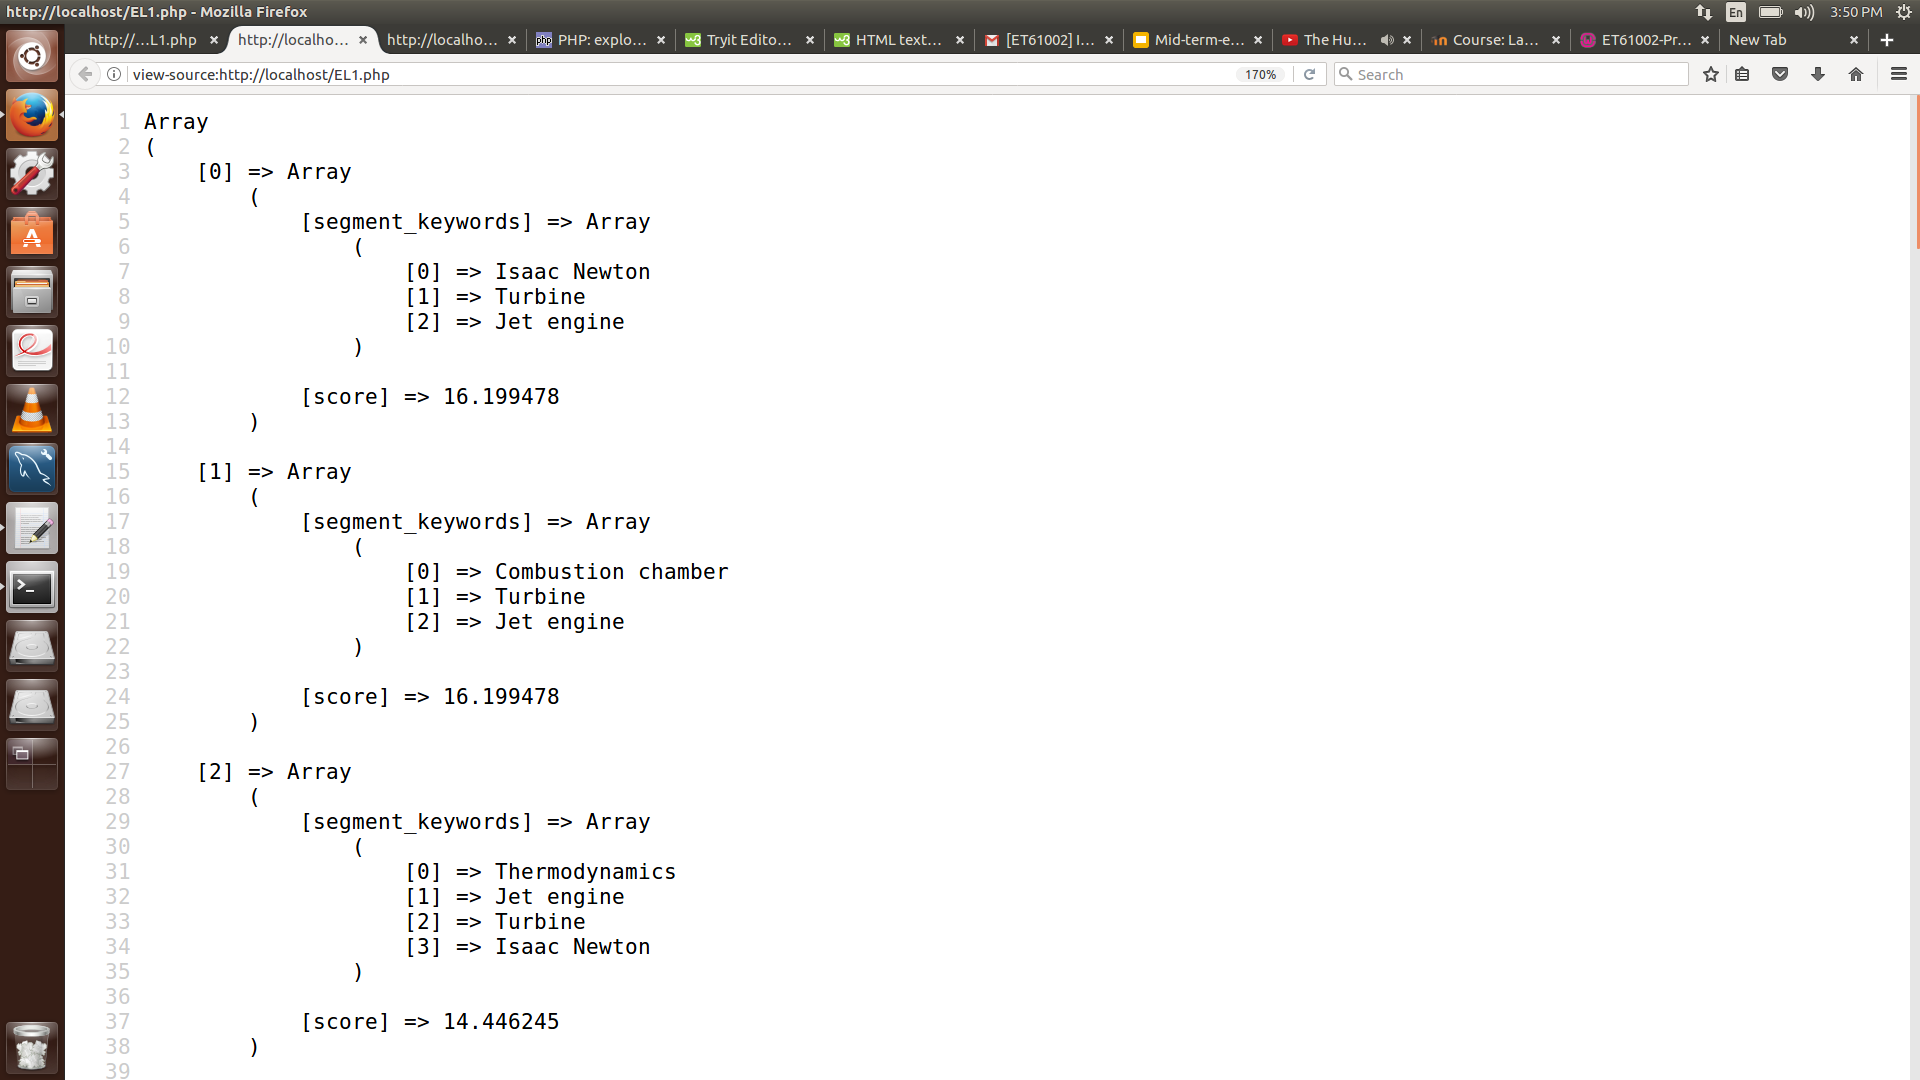 http://localhost/EL1.php - Mozilla Firefox
En
3:50 PM
http://...L1.php
http://localho...
http://localho...
php
PHP: explo...
Tryit Edito...
HTML text...
[ET61002] I...
Mid-term-e...
The Hu...
Course: La...
ET61002-Pr...
New Tab
view-source:http://localhost/EL1.php
170%
Search
1 Array
2 (
3     [0] => Array
4         (
5             [segment_keywords] => Array
6                 (
7                     [0] => Isaac Newton
8                     [1] => Turbine
9                     [2] => Jet engine
10                 )
11
12             [score] => 16.199478
13         )
14
15     [1] => Array
16         (
17             [segment_keywords] => Array
18                 (
19                     [0] => Combustion chamber
20                     [1] => Turbine
21                     [2] => Jet engine
22                 )
23
24             [score] => 16.199478
25         )
26
27     [2] => Array
28         (
29             [segment_keywords] => Array
30                 (
31                     [0] => Thermodynamics
32                     [1] => Jet engine
33                     [2] => Turbine
34                     [3] => Isaac Newton
35                 )
36
37             [score] => 14.446245
38         )
39